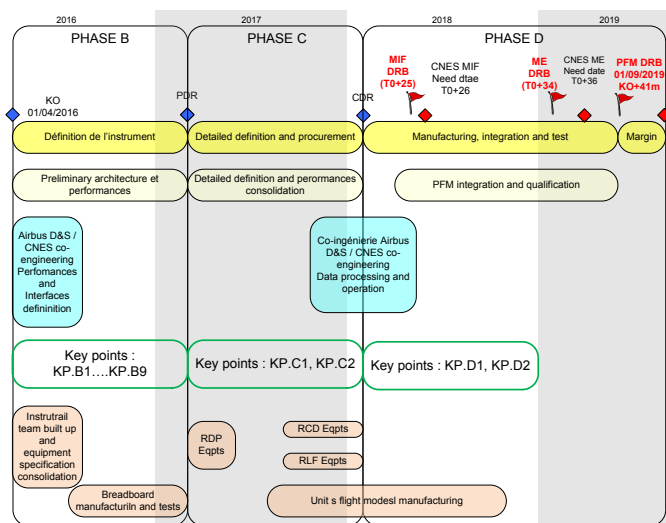 2016
2017
2018
2019
PHASE B
PHASE C
PHASE D
MIF
DRB
(T0+25)
CNES MIF
Need dtae
T0+26
ME
DRB
(T0+34)
CNES ME
Need date
T0+36
PFM DRB
01/09/2019
KO+41m
KO
01/04/2016
PDR
CDR
Définition de l'instrument
Detailed definition and procurement
Manufacturing, integration and test
Margin
Preliminary architecture et
performances
Detailed definition and perormances
consolidation
PFM integration and qualification
Airbus D&S /
CNES co-
engineering
Perfomances
and
Interfaces
defininition
Co-ingénierie Airbus
D&S / CNES co-
engineering
Data processing and
operation
Key points :
KP.B1….KP.B9
Key points : KP.C1, KP.C2
Key points : KP.D1, KP.D2
Instrutrail
team built up
and
equipment
specification
consolidation
RDP
Eqpts
RCD Eqpts
RLF Eqpts
Breadboard
manufacturiln and tests
Unit s flight modesl manufacturing